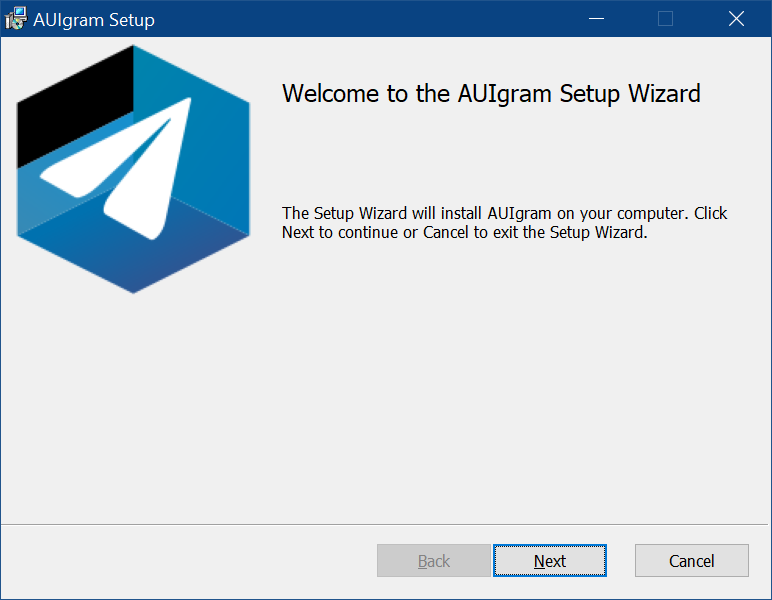 AUIgram Setup
Welcome to the AUIgram Setup Wizard
The Setup Wizard will install AUIgram on your computer. Click
Next to continue or Cancel to exit the Setup Wizard.
Back
Next
Cancel